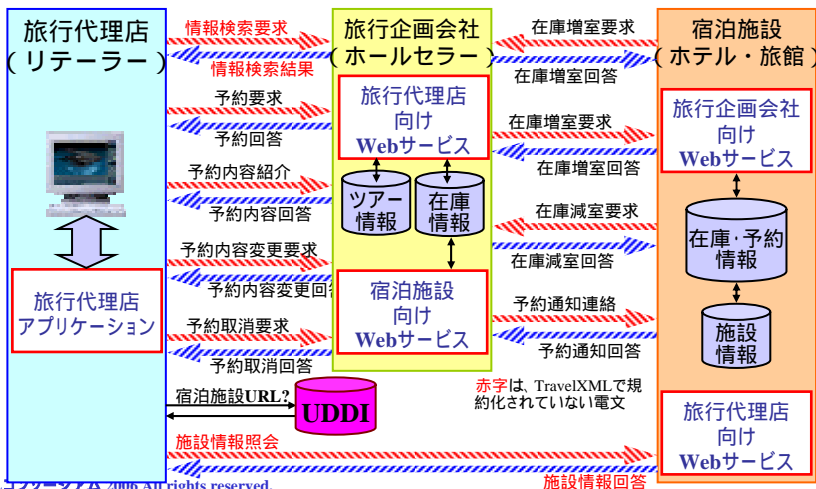 旅行代理店
(リテーラー)
旅行代理店
アプリケーション
情報検索要求
情報検索結果
予約要求
予約回答
予約内容紹介
予約内容回答
予約内容変更要求
予約内容変更回答
予約取消要求
予約取消回答
宿泊施設URL?
UDDI
施設情報照会
施設情報回答
旅行企画会社
(ホールセラー)
旅行代理店
向け
Webサービス
ツアー
情報
在庫
情報
宿泊施設
向け
Webサービス
在庫増室要求
在庫増室回答
在庫増室要求
在庫増室回答
在庫減室要求
在庫減室回答
予約通知連絡
予約通知回答
赤字は、TravelXMLで規
約化されていない電文
宿泊施設
(ホテル・旅館)
旅行企画会社
向け
Webサービス
在庫・予約
情報
施設
情報
旅行代理店
向け
Webサービス
コンソーシアム 2006 All rights reserved.